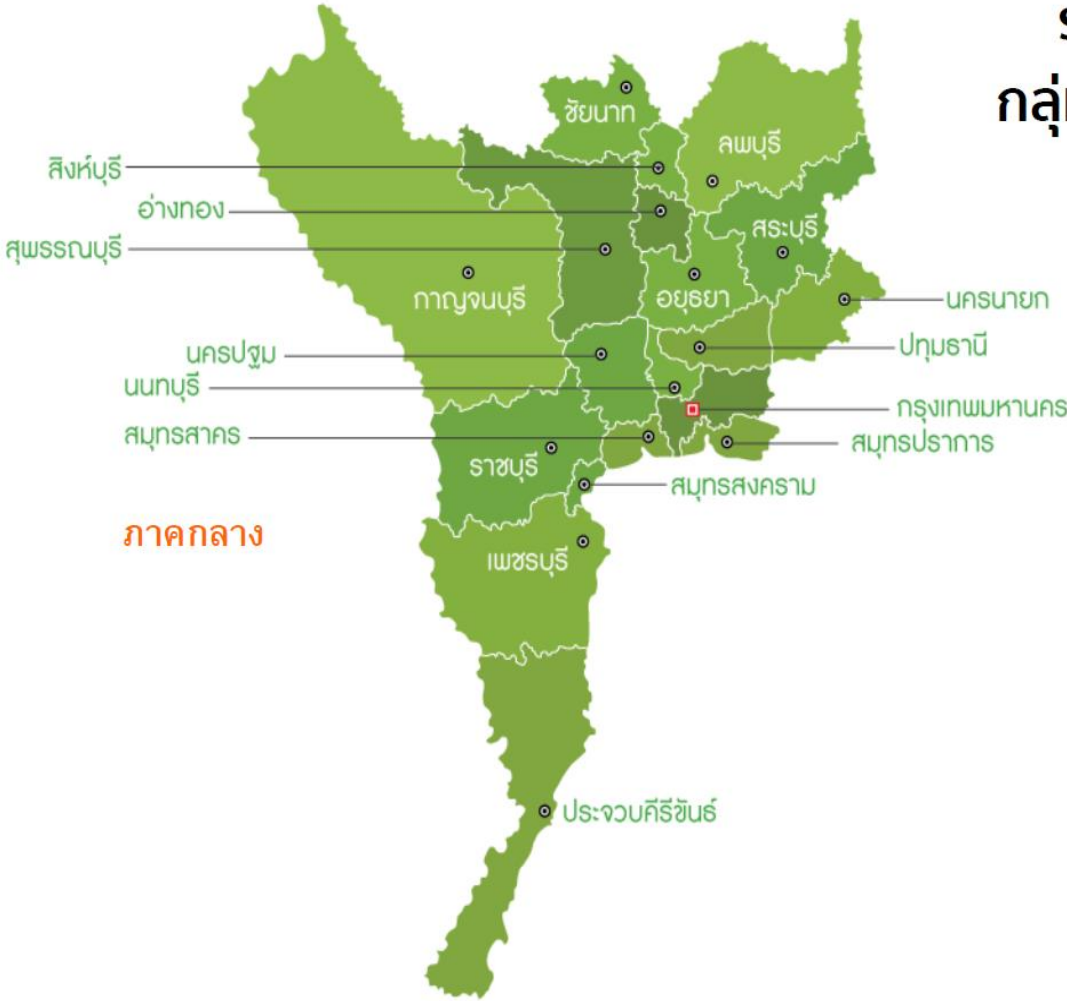 กลุ่
ชัยนาท
ลพบุรี
สิงห์บุรี
อ่างทอง
สระบุรี
สุพรรณบุรี
กาญจนบุรี
อยุธยา
นครนายก
นครปฐม
ปทุมธานี
นนทบุรี
กรุงเทพมหานคร
สมุทรสาคร
สมุทรปราการ
ราชบุรี
สมุทรสงคราม
ภาคกลาง
เพชรบุรี
ประจวบคีรีขันธ์